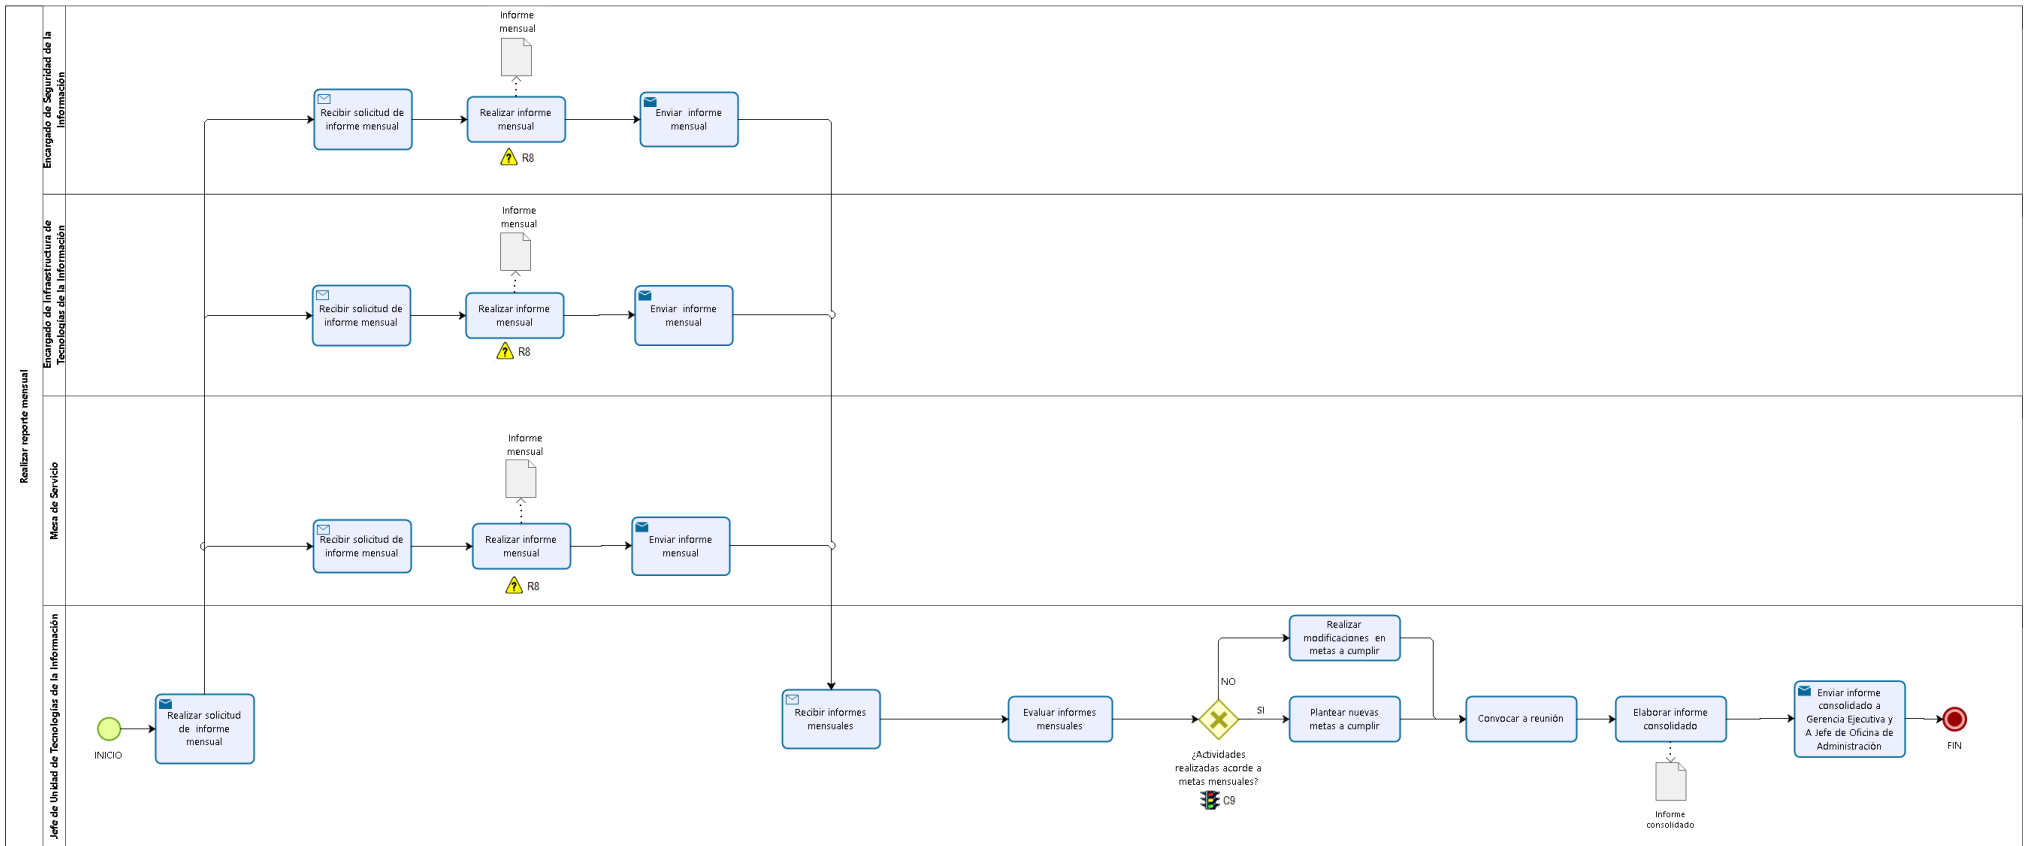 Realizar reporte mensual
Encargado de Seguridad de la
Información
Informe
mensual
Recibir solicitud de
informe mensual
Realizar informe
mensual
Enviar informe
mensual
R8
Encargado de Infraestructura de
Tecnologías de la Información
Informe
mensual
Recibir solicitud de
informe mensual
Realizar informe
mensual
Enviar informe
mensual
R8
Mesa de Servicio
Informe
mensual
Recibir solicitud de
informe mensual
Realizar informe
mensual
Enviar informe
mensual
R8
Jefe de Unidad de Tecnologías de la Información
INICIO
Realizar solicitud
de informe
mensual
Recibir informes
mensuales
Evaluar informes
mensuales
¿Actividades
realizadas acorde a
metas mensuales?
C9
NO
Realizar
modificaciones en
metas a cumplir
SI
Plantear nuevas
metas a cumplir
Convocar a reunión
Elaborar informe
consolidado
Informe
consolidado
Enviar informe
consolidado a
Gerencia Ejecutiva y
A Jefe de Oficina de
Administración
FIN